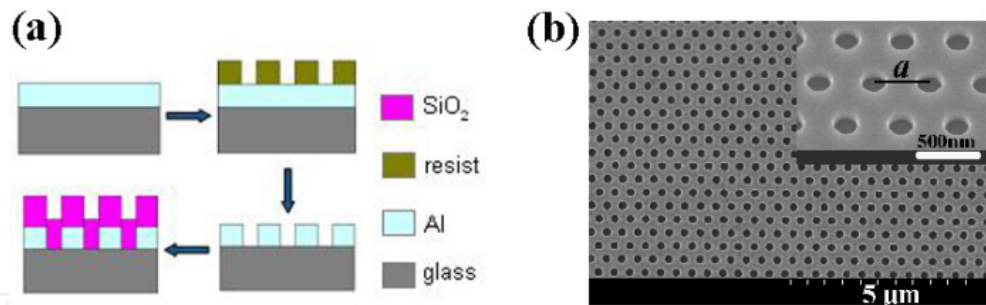 (a)
SiO₂
resist
Al
glass
(b)
a
500nm
5 μm